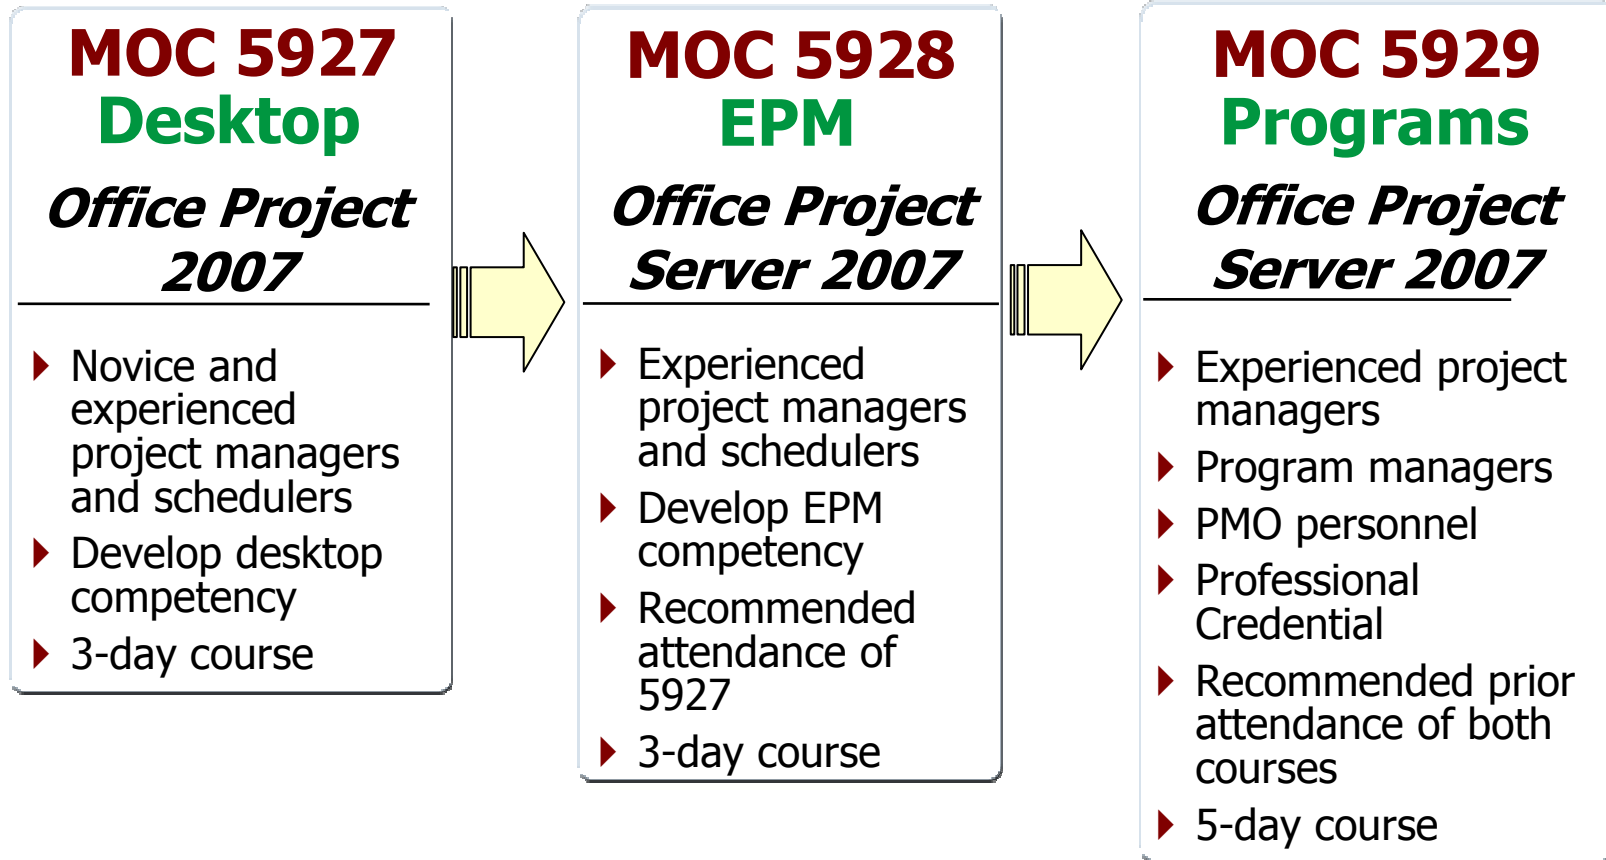 MOC 5927
Desktop
Office Project
2007
Novice and
experienced
project managers
and schedulers
Develop desktop
competency
3-day course
MOC 5928
EPM
Office Project
Server 2007
Experienced
project managers
and schedulers
Develop EPM
competency
Recommended
attendance of
5927
3-day course
MOC 5929
Programs
Office Project
Server 2007
Experienced project
managers
Program managers
PMO personnel
Professional
Credential
Recommended prior
attendance of both
courses
5-day course